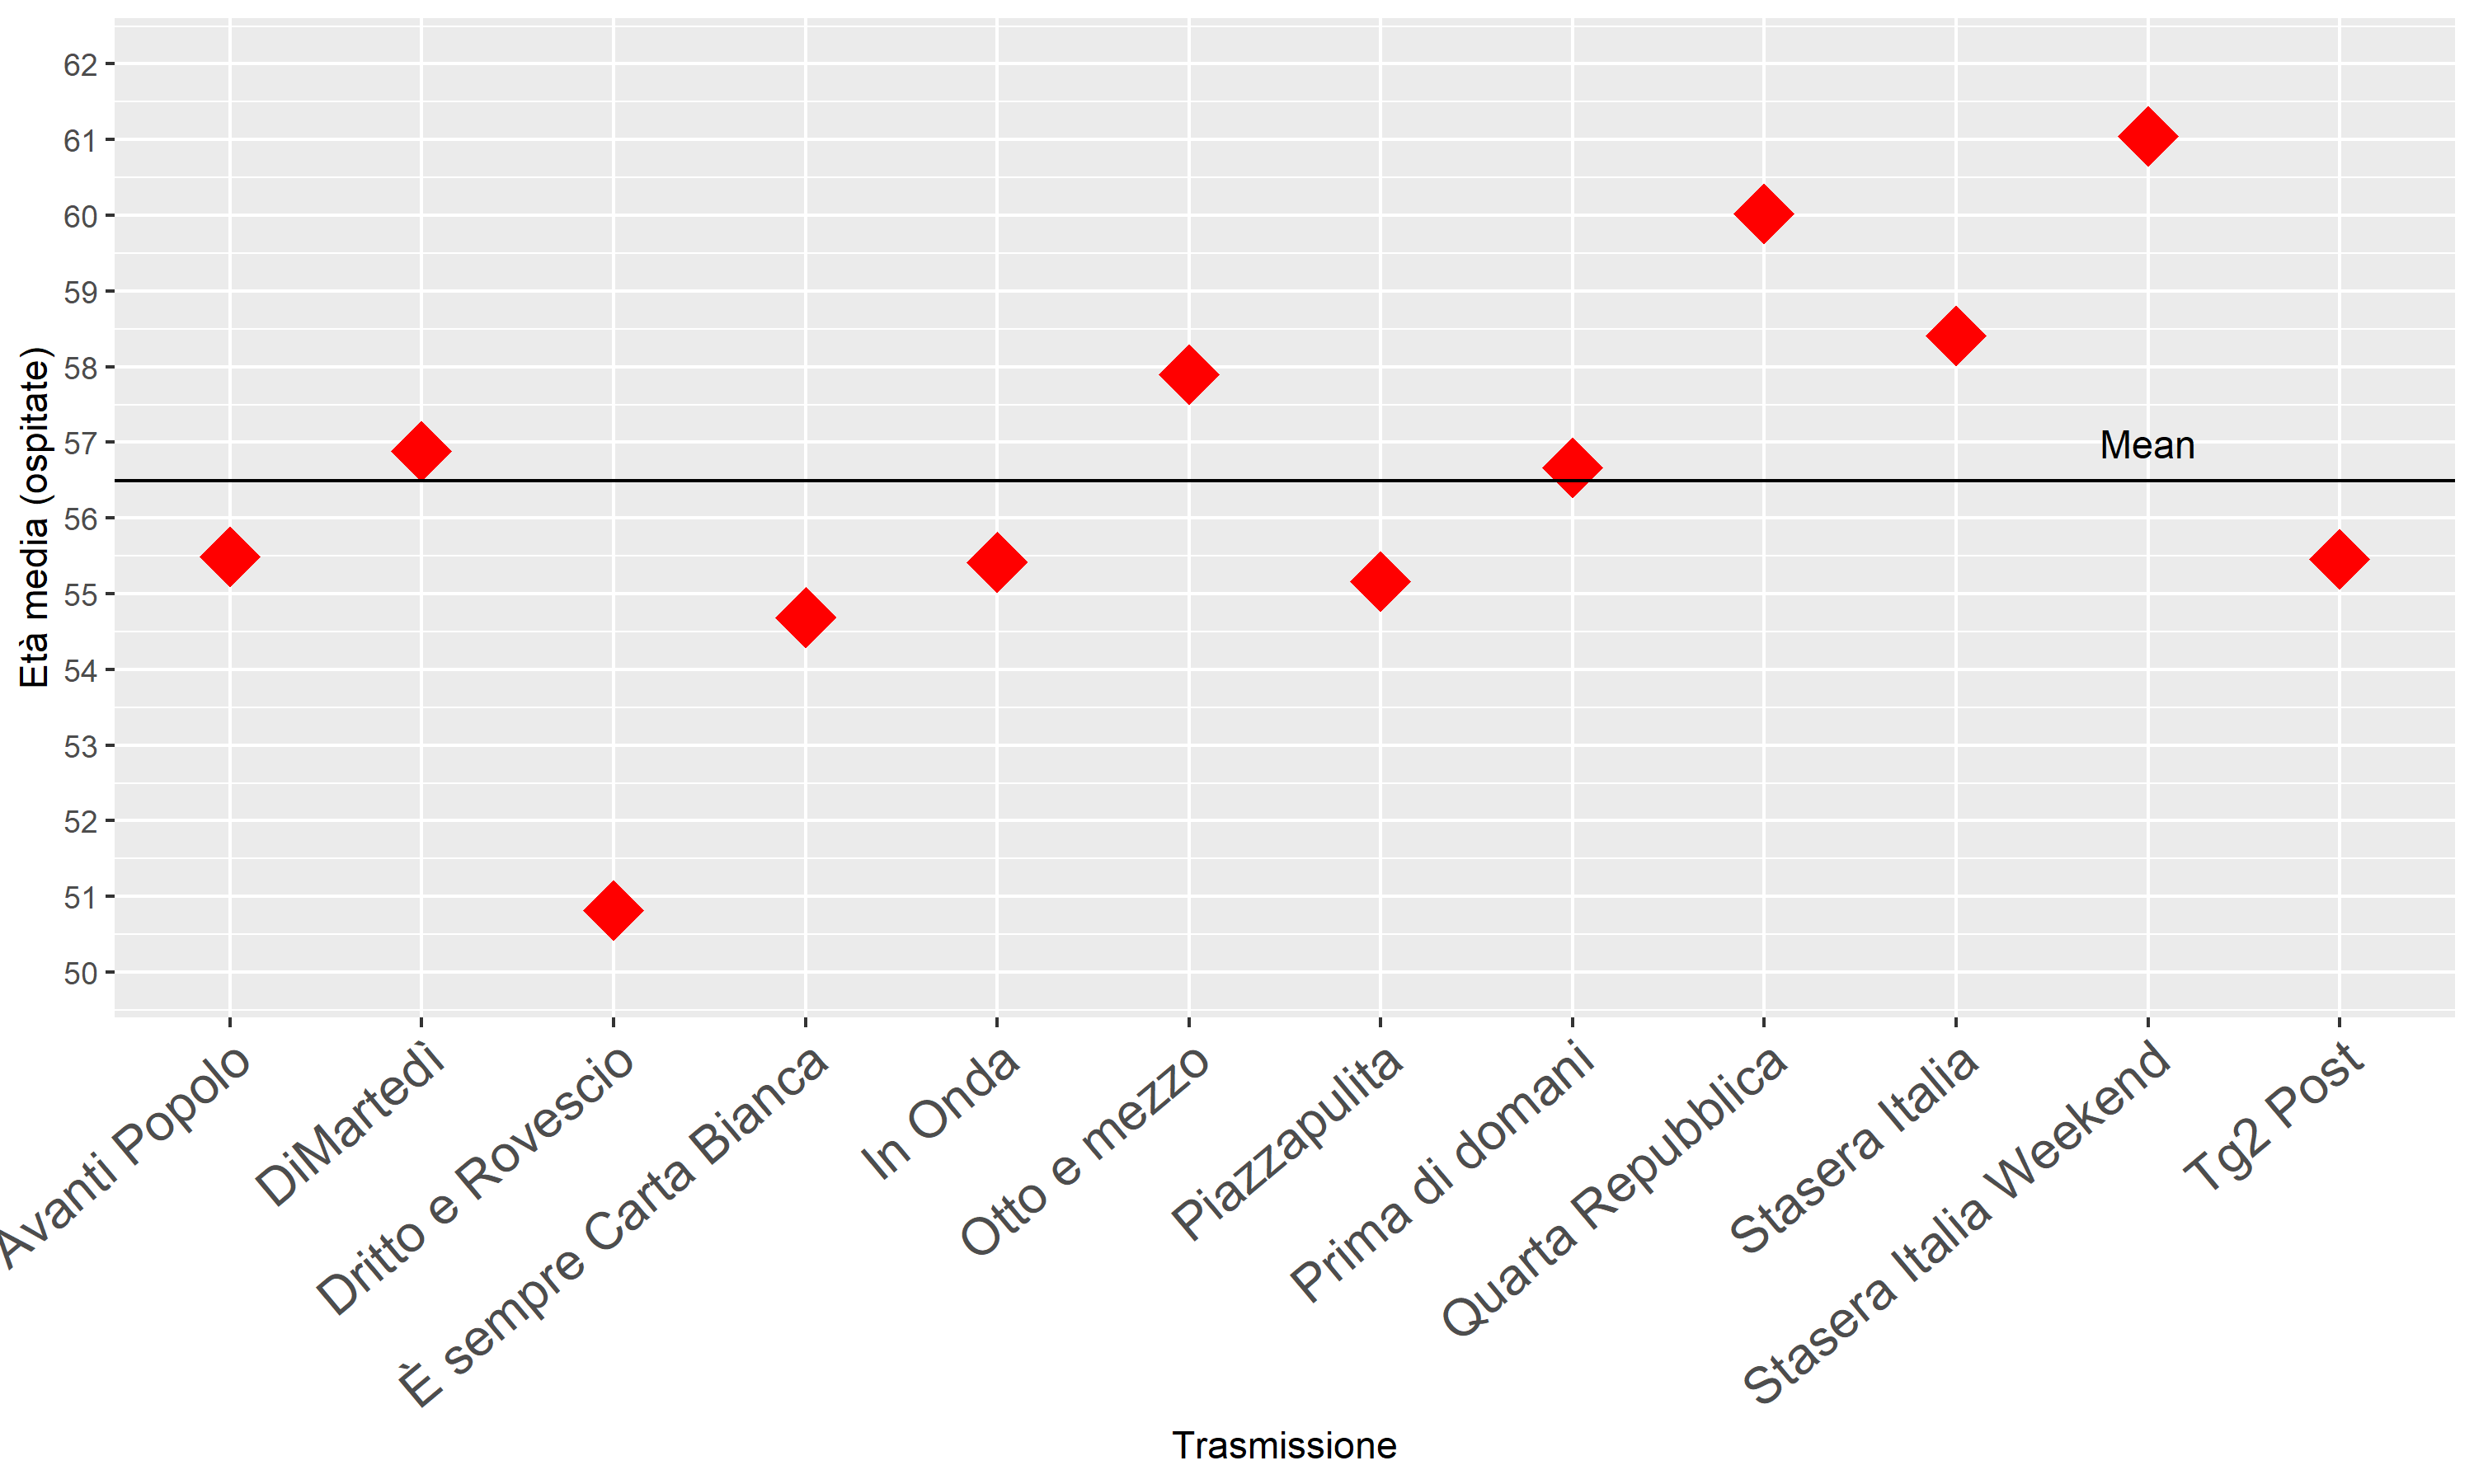 Età media (ospitate)
62
61
60
59
58
57
56
55
54
53
52
51
50
Mean
Avanti Popolo
DiMartedì
Dritto e Rovescio
È sempre Carta Bianca
In Onda
Otto e mezzo
Piazzapulita
Prima di domani
Quarta Repubblica
Stasera Italia
Stasera Italia Weekend
Tg2 Post
Trasmissione